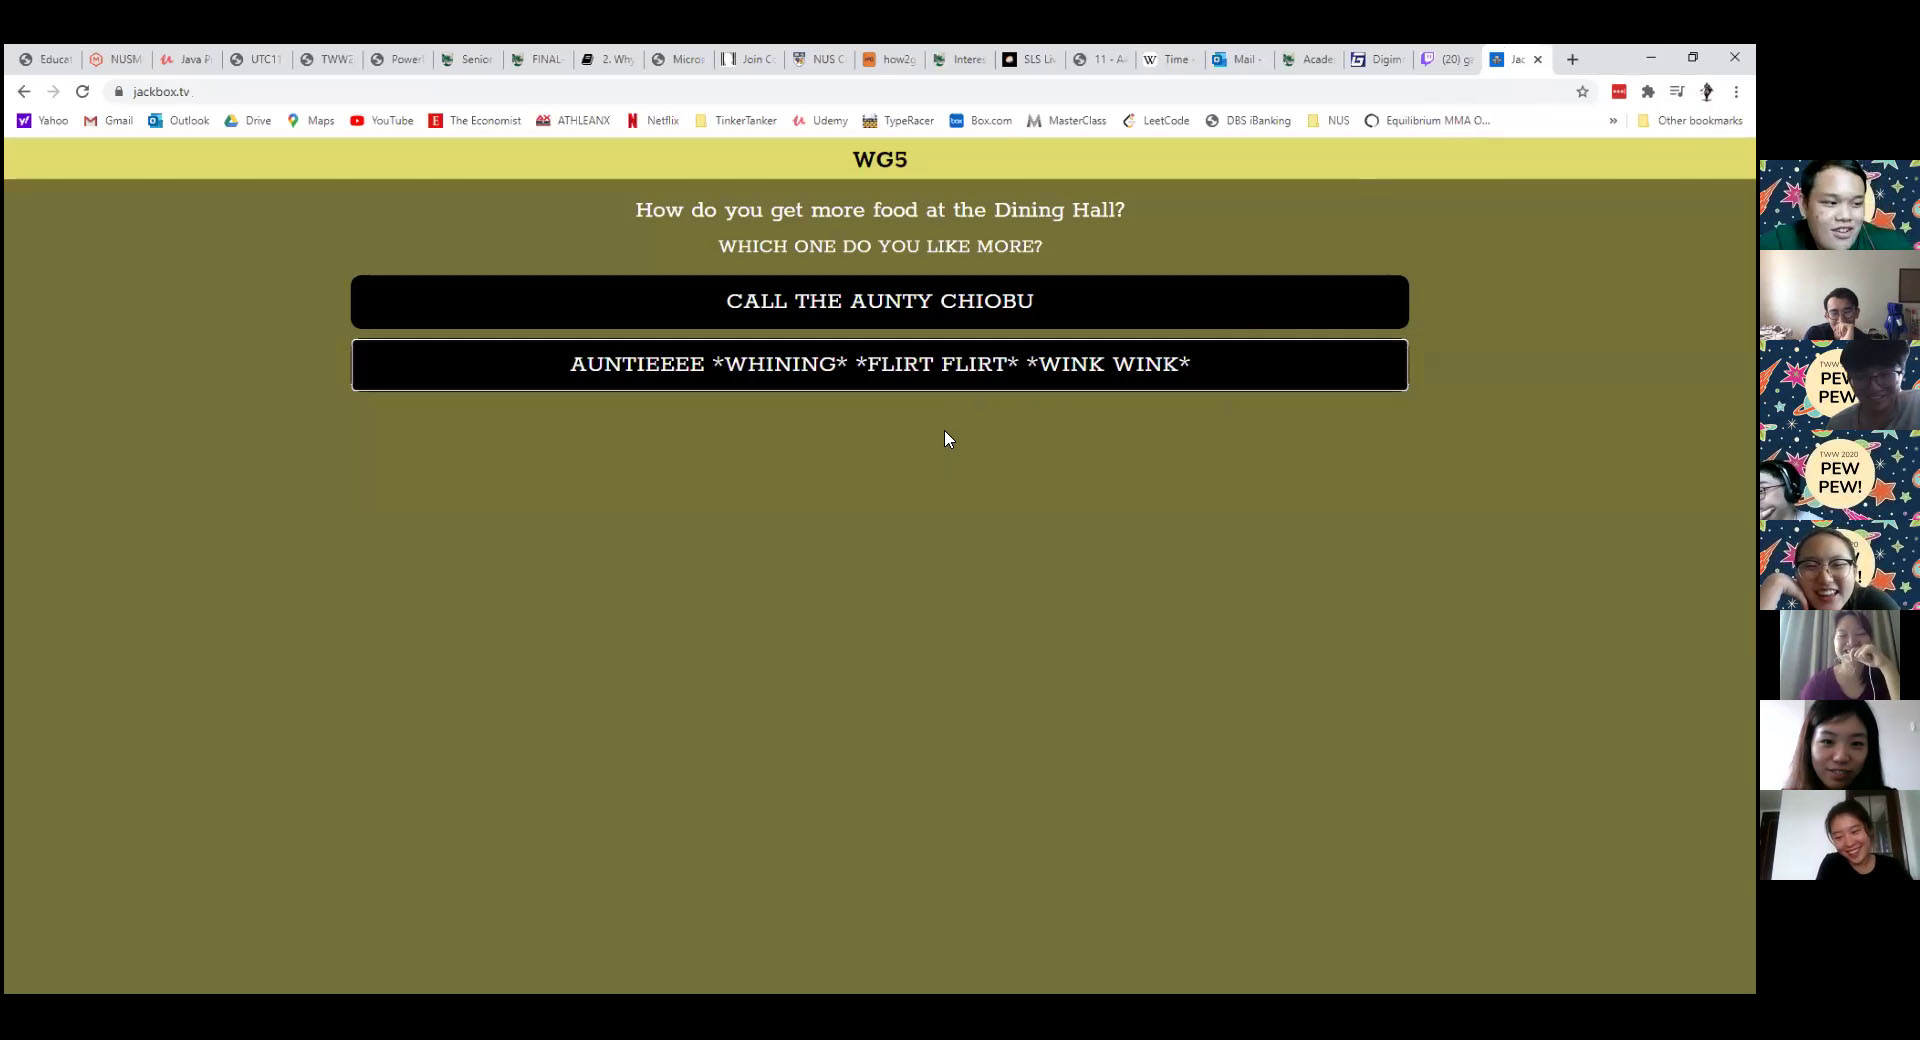 Educat
NUSM
Java P
UTC11
TWW2
Power
Senior
FINAL-
2. Why
Micros
Join Co
NUS C
how2g
Interes
SLS Liv
11 - A
Time -
Mail -
Acade
Digim
(20) g
Jac
jackbox.tv
Yahoo
Gmail
Outlook
Drive
Maps
YouTube
The Economist
ATHLEANX
Netflix
TinkerTanker
Udemy
TypeRacer
Box.com
MasterClass
LeetCode
DBS iBanking
NUS
Equilibrium MMA O...
Other bookmarks
WG5
How do you get more food at the Dining Hall?
WHICH ONE DO YOU LIKE MORE?
CALL THE AUNTY CHIOBU
AUNTIEEEE *WHINING* *FLIRT FLIRT* *WINK WINK*
PEW
TWW 2020
PEW
PEW!